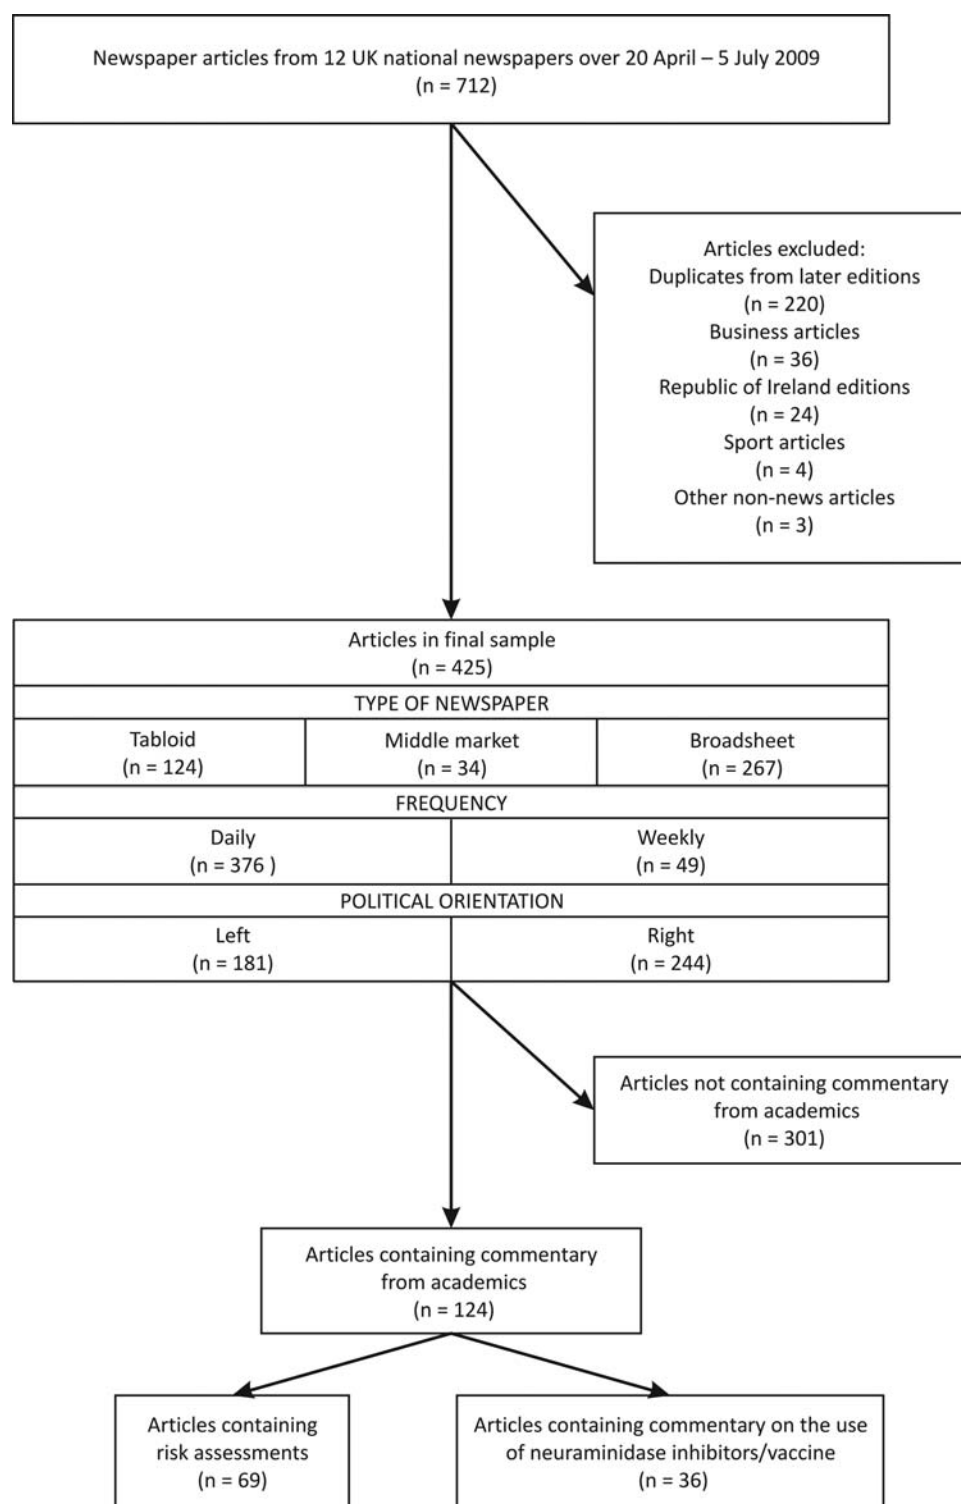 Newspaper articles from 12 UK national newspapers over 20 April – 5 July 2009
(n = 712)
Articles excluded:
Duplicates from later editions
(n = 220)
Business articles
(n = 36)
Republic of Ireland editions
(n = 24)
Sport articles
(n = 4)
Other non-news articles
(n = 3)
Articles in final sample
(n = 425)
TYPE OF NEWSPAPER
Tabloid
(n = 124)
Middle market
(n = 34)
Broadsheet
(n = 267)
FREQUENCY
Daily
(n = 376 )
Weekly
(n = 49)
POLITICAL ORIENTATION
Left
(n = 181)
Right
(n = 244)
Articles not containing commentary
from academics
(n = 301)
Articles containing commentary
from academics
(n = 124)
Articles containing
risk assessments
(n = 69)
Articles containing commentary on the use
of neuraminidase inhibitors/vaccine
(n = 36)